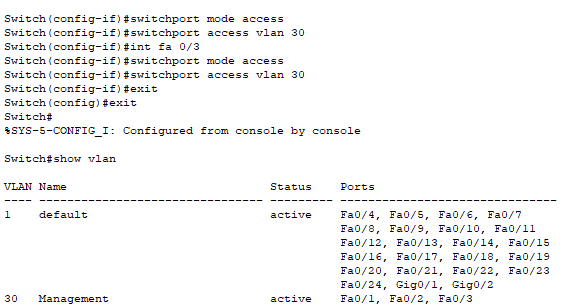 Switch(config-if)#switchport mode access
Switch(config-if)#switchport access vlan 30
Switch(config-if)#int fa 0/3
Switch(config-if)#switchport mode access
Switch(config-if)#switchport access vlan 30
Switch(config-if)#exit
Switch(config)#exit
Switch#
%SYS-5-CONFIG_I: Configured from console by console
Switch#show vlan
VLAN Name                             Status    Ports
---- -------------------------------- --------- -------------------------------
1    default                          active    Fa0/4, Fa0/5, Fa0/6, Fa0/7
                                                Fa0/8, Fa0/9, Fa0/10, Fa0/11
                                                Fa0/12, Fa0/13, Fa0/14, Fa0/15
                                                Fa0/16, Fa0/17, Fa0/18, Fa0/19
                                                Fa0/20, Fa0/21, Fa0/22, Fa0/23
                                                Fa0/24, Gig0/1, Gig0/2
30   Management                       active    Fa0/1, Fa0/2, Fa0/3